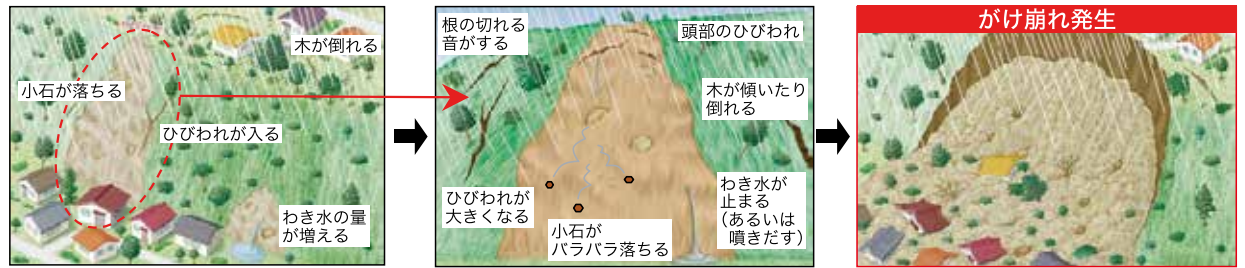 木が倒れる
小石が落ちる
ひびわれが入る
わき水の量
が増える
根の切れる
音がする
頭部のひびわれ
木が傾いたり
倒れる
ひびわれが
大きくなる
小石が
バラバラ落ちる
わき水が
止まる
(あるいは
噴きだす)
がけ崩れ発生